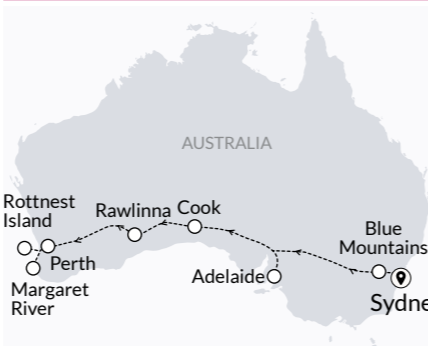 AUSTRALIA
Rottnest
Island
Rawlinna
Cook
Blue
Mountains
Perth
Adelaide
Margaret
River
Sydne